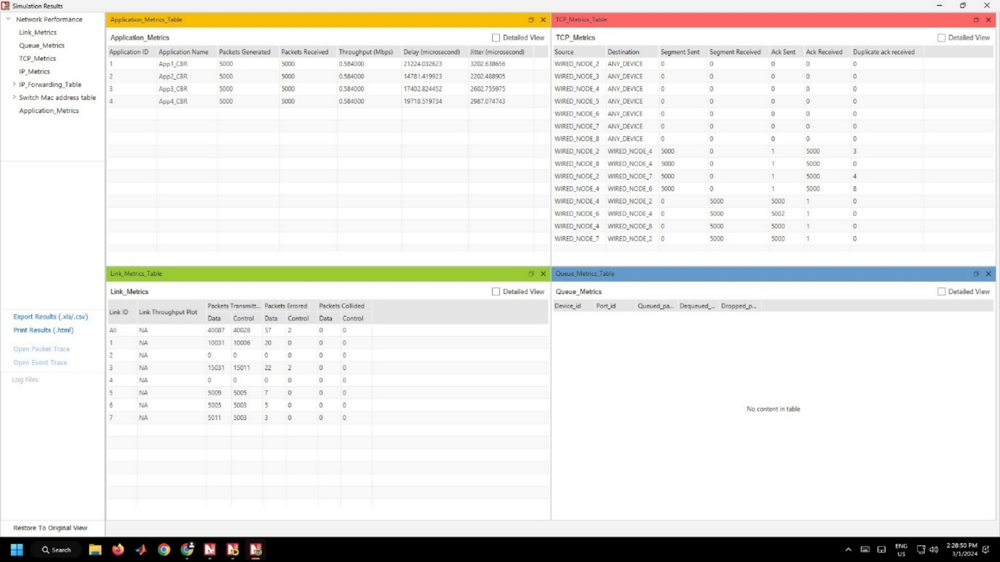 Simulation Results
Network Performance
Link_Metrics
Queue_Metrics
TCP_Metrics
IP_Metrics
IP_Forwarding_Table
Switch Mac address table
Application_Metrics
Export Results (.xls/.csv)
Print Results (.html)
Open Packet Trace
Open Event Trace
Log Files
Restore To Original View
Application_Metrics_Table
Application_Metrics Detailed View
Application ID Application Name Packets Generated Packets Received Throughput (Mbps) Delay (microsecond) Jitter (microsecond)
1 App1_CBR 5000 5000 0.584000 21224.032623 3202.638656
2 App2_CBR 5000 5000 0.584000 14781.419923 2202.488905
3 App3_CBR 5000 5000 0.584000 17402.824452 2602.755975
4 App4_CBR 5000 5000 0.584000 19718.519734 2987.074743
TCP_Metrics_Table
TCP_Metrics Detailed View
Source Destination Segment Sent Segment Received Ack Sent Ack Received Duplicate ack received
WIRED_NODE_2 ANY_DEVICE 0 0 0 0 0
WIRED_NODE_3 ANY_DEVICE 0 0 0 0 0
WIRED_NODE_4 ANY_DEVICE 0 0 0 0 0
WIRED_NODE_5 ANY_DEVICE 0 0 0 0 0
WIRED_NODE_6 ANY_DEVICE 0 0 0 0 0
WIRED_NODE_7 ANY_DEVICE 0 0 0 0 0
WIRED_NODE_8 ANY_DEVICE 0 0 0 0 0
WIRED_NODE_2 WIRED_NODE_4 5000 0 1 5000 3
WIRED_NODE_8 WIRED_NODE_4 5000 0 1 5000 0
WIRED_NODE_2 WIRED_NODE_7 5000 0 1 5000 4
WIRED_NODE_4 WIRED_NODE_6 5000 0 1 5000 8
WIRED_NODE_4 WIRED_NODE_2 0 5000 5000 1 0
WIRED_NODE_6 WIRED_NODE_4 0 5000 5002 1 0
WIRED_NODE_4 WIRED_NODE_8 0 5000 5000 1 0
WIRED_NODE_7 WIRED_NODE_2 0 5000 5000 1 0
Link_Metrics_Table
Link_Metrics Detailed View
Link ID Link Throughput Plot Packets Transmitt... Packets Errored Packets Collided
Data Control Data Control Data Control
All NA 40087 40028 57 2 0 0
1 NA 10031 10006 20 0 0 0
2 NA 0 0 0 0 0 0
3 NA 15031 15011 22 2 0 0
4 NA 0 0 0 0 0 0
5 NA 5009 5005 7 0 0 0
6 NA 5005 5003 5 0 0 0
7 NA 5011 5003 3 0 0 0
Queue_Metrics_Table
Queue_Metrics Detailed View
Device_id Port_id Queued_pa... Dequeued_... Dropped_p...
No content in table
Search
ENG
US
2:28:50 PM
3/1/2024